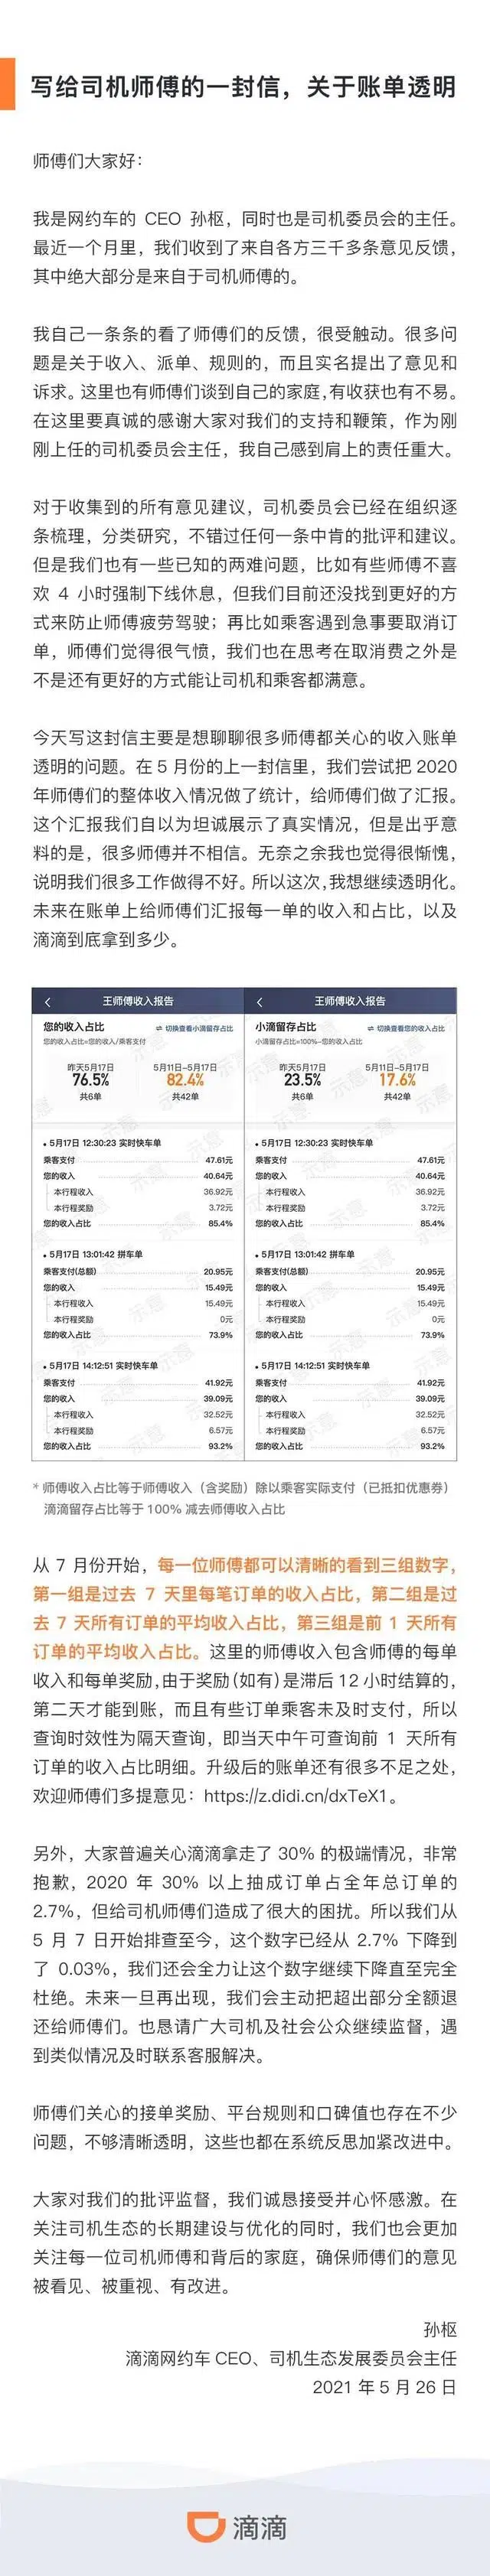 写给司机师傅的一封信，关于账单透明
师傅们大家好：
我是网约车的 CEO 孙枢，同时也是司机委员会的主任。
最近一个月里，我们收到了来自各方三千多条意见反馈，
其中绝大部分是来自于司机师傅的。
我自己一条条的看了师傅们的反馈，很受触动。很多问
题是关于收入、派单、规则的，而且实名提出了意见和
诉求。这里也有师傅们谈到自己的家庭,有收获也有不易。
在这里要真诚的感谢大家对我们的支持和鞭策，作为刚
刚上任的司机委员会主任，我自己感到肩上的责任重大。
对于收集到的所有意见建议，司机委员会已经在组织逐
条梳理，分类研究，不错过任何一条中肯的批评和建议。
但是我们也有一些已知的两难问题，比如有些师傅不喜
欢 4 小时强制下线休息，但我们目前还没找到更好的方
式来防止师傅疲劳驾驶；再比如乘客遇到急事要取消订
单，师傅们觉得很气愤，我们也在思考在取消费之外是
不是还有更好的方式能让司机和乘客都满意。
今天写这封信主要是想聊聊很多师傅都关心的收入账单
透明的问题。在 5 月份的上一封信里，我们尝试把 2020
年师傅们的整体收入情况做了统计，给师傅们做了汇报。
这个汇报我们自以为坦诚展示了真实情况，但是出乎意
料的是，很多师傅并不相信。无奈之余我也觉得很惭愧，
说明我们很多工作做得不好。所以这次,我想继续透明化。
未来在账单上给师傅们汇报每一单的收入和占比，以及
滴滴到底拿到多少。
王师傅收入报告
您的收入占比 切换查看小滴留存占比
您的收入占比=您的收入/乘客支付
昨天5月17日 5月11日-5月17日
76.5% 82.4%
共6单 共42单
• 5月17日 12:30:23 实时快车单
乘客支付 47.61元
您的收入 40.64元
本行程收入 36.92元
本行程奖励 3.72元
您的收入占比 85.4%
• 5月17日 13:01:42 拼车单
乘客支付(总额) 20.95元
您的收入 15.49元
本行程收入 15.49元
本行程奖励 0元
您的收入占比 73.9%
• 5月17日 14:12:51 实时快车单
乘客支付 41.92元
您的收入 39.09元
本行程收入 32.52元
本行程奖励 6.57元
您的收入占比 93.2%
王师傅收入报告
小滴留存占比 切换查看您的收入占比
小滴留存占比=100%-您的收入占比
昨天5月17日 5月11日-5月17日
23.5% 17.6%
共6单 共42单
• 5月17日 12:30:23 实时快车单
乘客支付 47.61元
您的收入 40.64元
本行程收入 36.92元
本行程奖励 3.72元
您的收入占比 85.4%
• 5月17日 13:01:42 拼车单
乘客支付(总额) 20.95元
您的收入 15.49元
本行程收入 15.49元
本行程奖励 0元
您的收入占比 73.9%
• 5月17日 14:12:51 实时快车单
乘客支付 41.92元
您的收入 39.09元
本行程收入 32.52元
本行程奖励 6.57元
您的收入占比 93.2%
示意
* 师傅收入占比等于师傅收入（含奖励）除以乘客实际支付（已抵扣优惠券）
滴滴留存占比等于 100% 减去师傅收入占比
从 7 月份开始，每一位师傅都可以清晰的看到三组数字，
第一组是过去 7 天里每笔订单的收入占比，第二组是过
去 7 天所有订单的平均收入占比，第三组是前 1 天所有
订单的平均收入占比。这里的师傅收入包含师傅的每单
收入和每单奖励,由于奖励(如有)是滞后 12 小时结算的，
第二天才能到账，而且有些订单乘客未及时支付，所以
查询时效性为隔天查询，即当天中午可查询前 1 天所有
订单的收入占比明细。升级后的账单还有很多不足之处，
欢迎师傅们多提意见：https://z.didi.cn/dxTeX1。
另外，大家普遍关心滴滴拿走了 30% 的极端情况，非常
抱歉，2020 年 30% 以上抽成订单占全年总订单的
2.7%，但给司机师傅们造成了很大的困扰。所以我们从
5 月 7 日开始排查至今，这个数字已经从 2.7% 下降到
了 0.03%，我们还会全力让这个数字继续下降直至完全
杜绝。未来一旦再出现，我们会主动把超出部分全额退
还给师傅们。也恳请广大司机及社会公众继续监督，遇
到类似情况及时联系客服解决。
师傅们关心的接单奖励、平台规则和口碑值也存在不少
问题，不够清晰透明，这些也都在系统反思加紧改进中。
大家对我们的批评监督，我们诚恳接受并心怀感激。在
关注司机生态的长期建设与优化的同时，我们也会更加
关注每一位司机师傅和背后的家庭，确保师傅们的意见
被看见、被重视、有改进。
孙枢
滴滴网约车 CEO、司机生态发展委员会主任
2021 年 5 月 26 日
滴滴